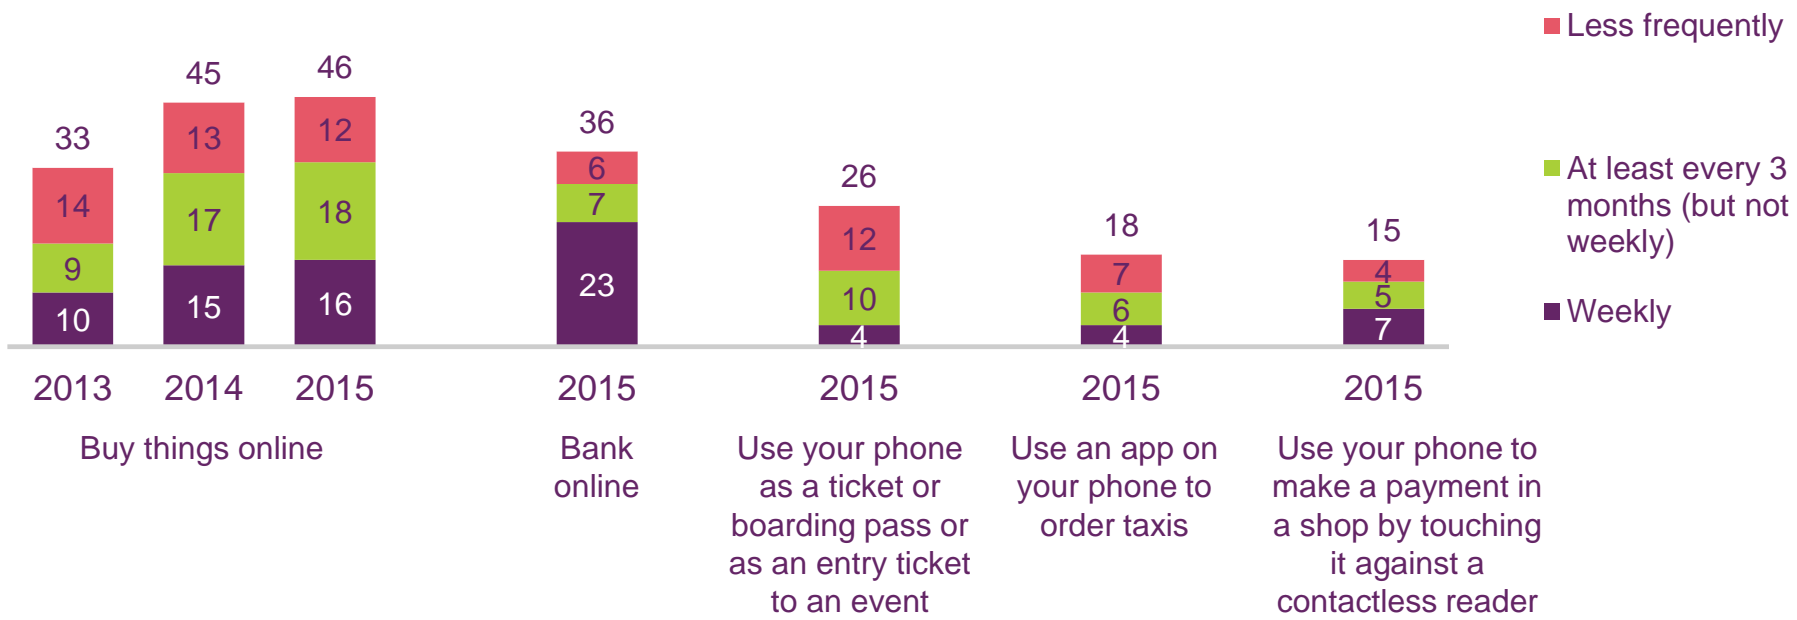 Less frequently
At least every 3
months (but not
weekly)
Weekly
33
14
9
10
45
13
17
15
46
12
18
16
36
6
7
23
26
12
10
4
18
7
6
4
15
4
5
7
2013 2014 2015 2015 2015 2015 2015
Buy things online
Bank
online
Use your phone
as a ticket or
boarding pass or
as an entry ticket
to an event
Use an app on
your phone to
order taxis
Use your phone to
make a payment in
a shop by touching
it against a
contactless reader